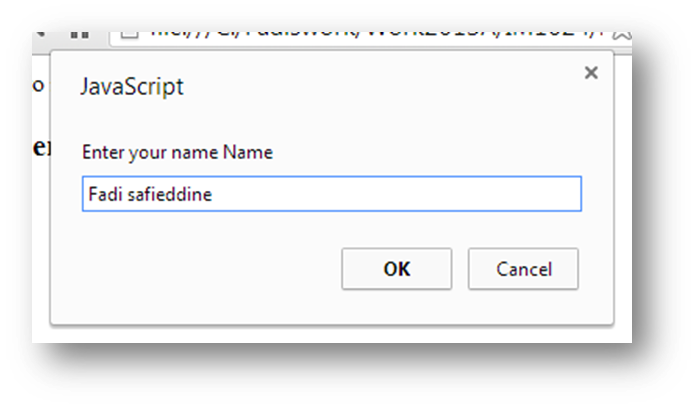 JavaScript
Enter your name Name
Fadi safieddine
OK
Cancel